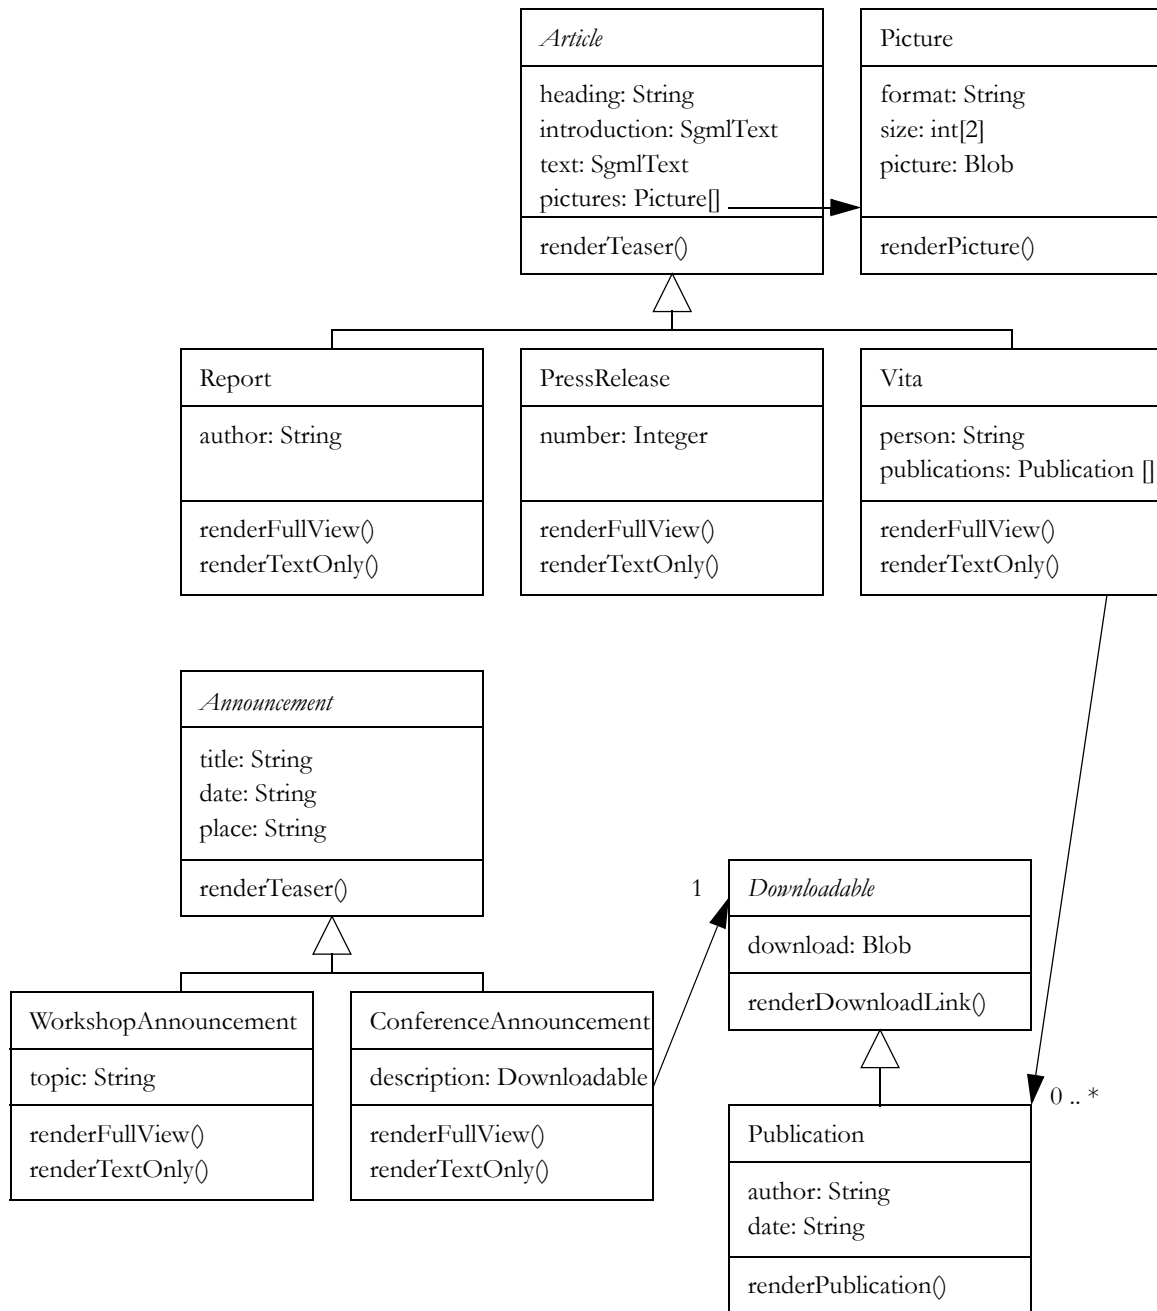 Article
heading: String
introduction: SgmlText
text: SgmlText
pictures: Picture[]
renderTeaser()
Picture
format: String
size: int[2]
picture: Blob
renderPicture()
Report
author: String
renderFullView()
renderTextOnly()
PressRelease
number: Integer
renderFullView()
renderTextOnly()
Vita
person: String
publications: Publication []
renderFullView()
renderTextOnly()
Announcement
title: String
date: String
place: String
renderTeaser()
1
Downloadable
download: Blob
renderDownloadLink()
WorkshopAnnouncement
topic: String
renderFullView()
renderTextOnly()
ConferenceAnnouncement
description: Downloadable
renderFullView()
renderTextOnly()
0 .. *
Publication
author: String
date: String
renderPublication()